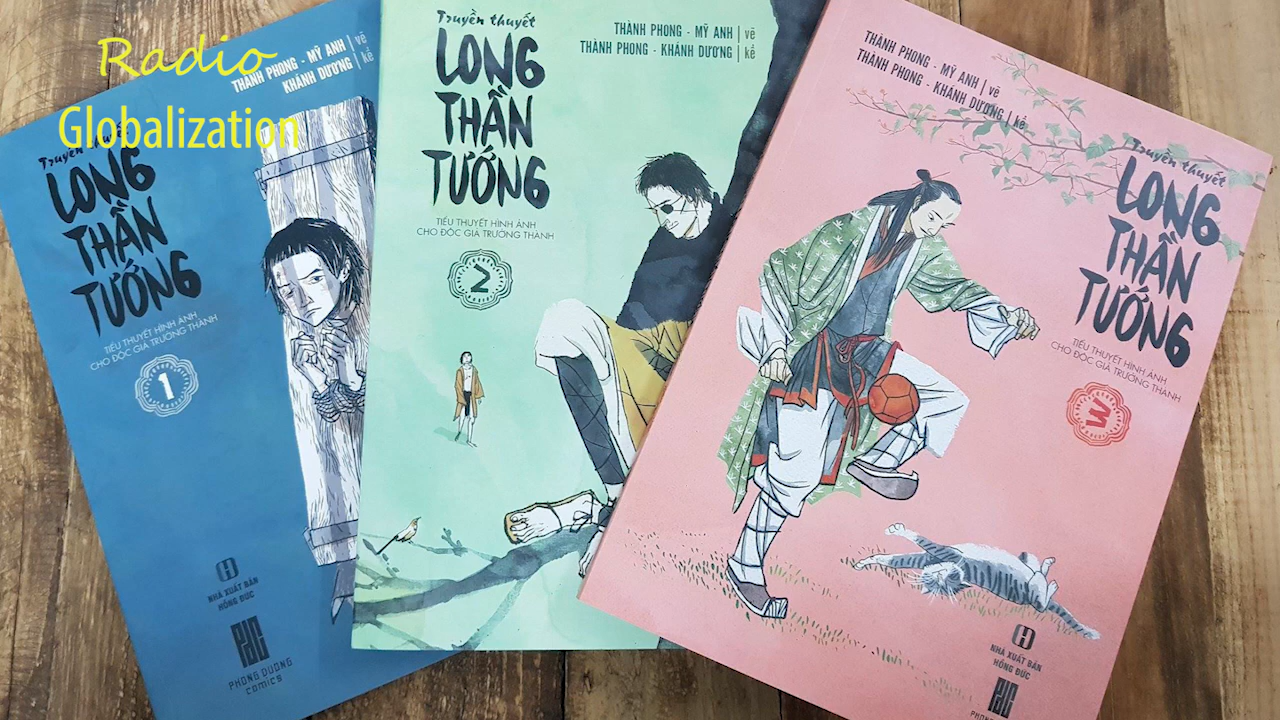 Radio
Globalization
THÀNH PHONG - MỸ ANH | vẽ
KHÁNH DƯƠNG | kể
Truyền thuyết
LONG
THẦN
TƯỚNG
TIỂU THUYẾT HÌNH ẢNH
CHO ĐỘC GIẢ TRƯỞNG THÀNH
1
NHÀ XUẤT BẢN
HỒNG ĐỨC
PDC
PHONG DUONG
comics
Truyền thuyết
LONG
THẦN
TƯỚNG
THÀNH PHONG - MỸ ANH | vẽ
THÀNH PHONG - KHÁNH DƯƠNG | kể
TIỂU THUYẾT HÌNH ẢNH
CHO ĐỘC GIẢ TRƯỞNG THÀNH
2
THÀNH PHONG - MỸ ANH | vẽ
THÀNH PHONG - KHÁNH DƯƠNG | kể
Truyền thuyết
LONG
THẦN
TƯỚNG
TIỂU THUYẾT HÌNH ẢNH
CHO ĐỘC GIẢ TRƯỞNG THÀNH
3
NHÀ XUẤT BẢN
HỒNG ĐỨC